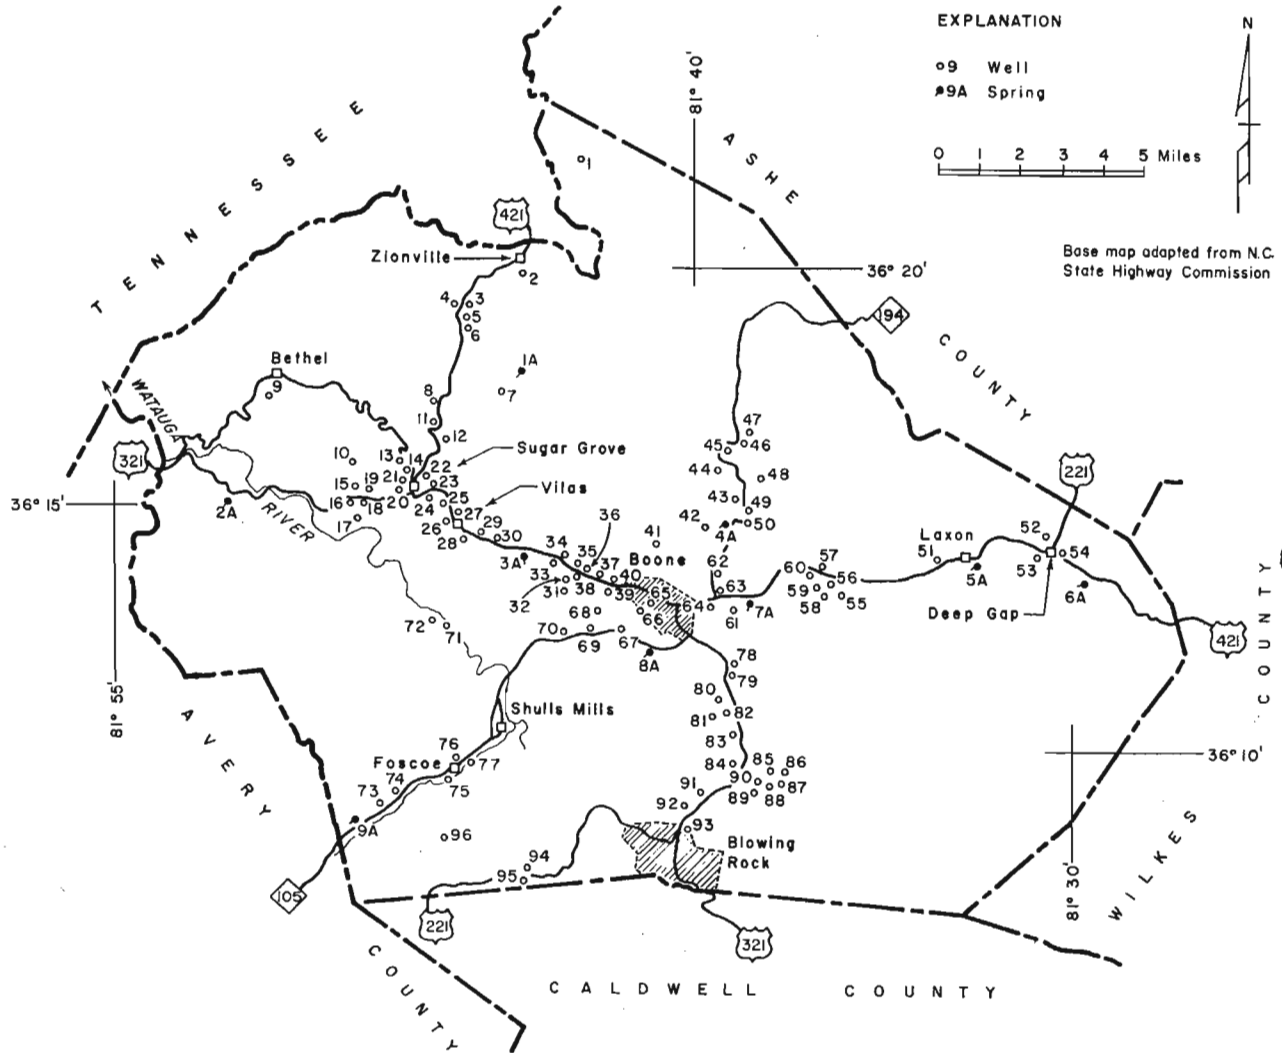 EXPLANATION
9 Well
9A Spring
0 1 2 3 4 5 Miles
N
Base map adapted from N.C.
State Highway Commission
81° 40'
36° 20'
36° 15'
81° 55'
36° 10'
81° 30'
TENNESSEE
ASHE
COUNTY
WILKES
COUNTY
CALDWELL COUNTY
AVERY
COUNTY
WATAUGA
RIVER
421
194
321
221
421
105
221
321
Zionville
Bethel
Sugar Grove
Vilas
Boone
Laxon
Deep Gap
Shulls Mills
Foscoe
Blowing
Rock
1
2
4 3
5
6
1A
7
8
9
11
12
10
13
14
22
15
19
21
23
16
18
20
24
25
17
2A
26
27
28
29
30
3A
34
35
36
37
33
38
40
31
39
32
41
42
43
44
45
46
47
48
49
50
4A
51
5A
52
53
54
6A
62
63
64
61
7A
60
57
56
59
58
55
65
66
68
67
69
70
8A
71
72
78
79
80
81
82
83
84
85
86
90
87
89
88
91
92
93
76
77
75
74
73
9A
96
94
95